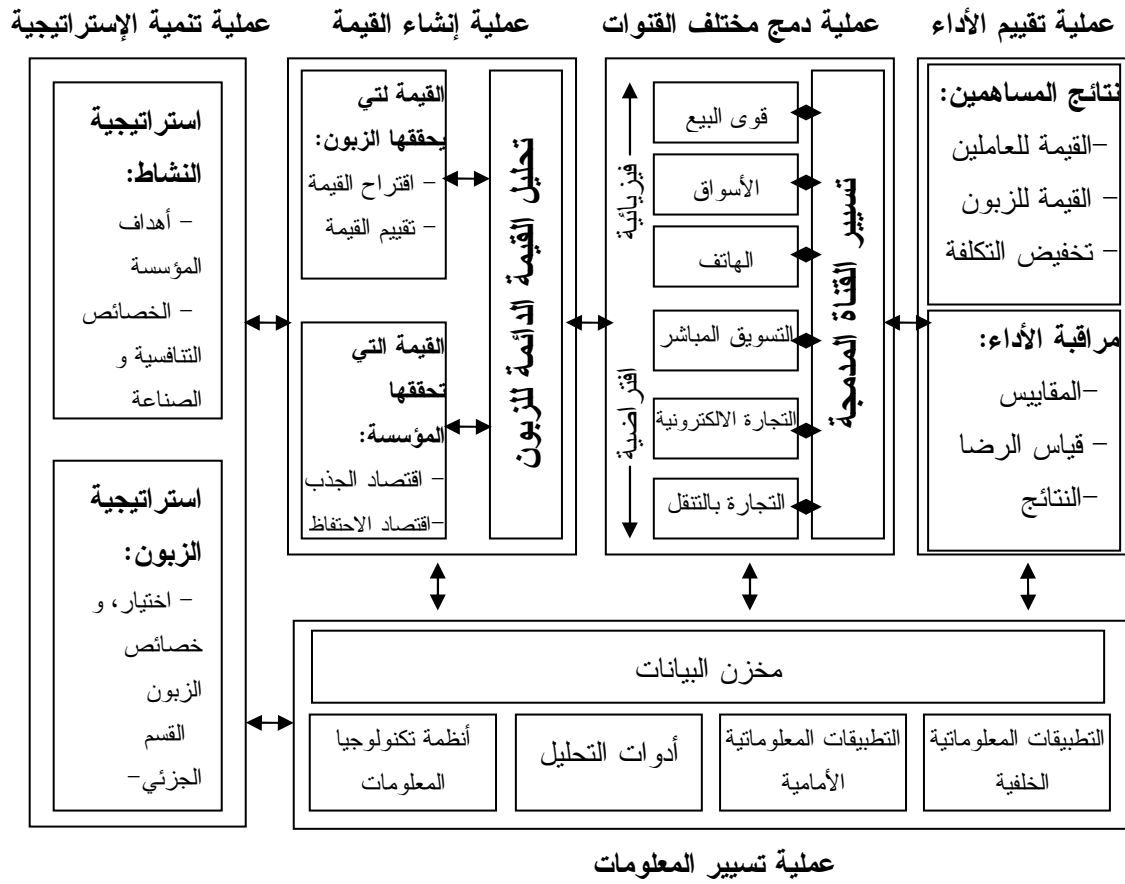 عملية تنمية الإستراتيجية
استراتيجية
النشاط:
– أهداف
المؤسسة
– الخصائص
التنافسية و
الصناعة
استراتيجية
الزبون:
– اختيار، و
خصائص
الزبون
القسم
الجزئي–
عملية إنشاء القيمة
القيمة لتي
يحققها الزبون:
– اقتراح القيمة
– تقييم القيمة
القيمة التي
تحققها
المؤسسة:
– اقتصاد الجذب
–اقتصاد الاحتفاظ
تحليل القيمة الدائمة للزبون
عملية دمج مختلف القنوات
فيزيائية
افتراضية
قوى البيع
الأسواق
الهاتف
التسويق المباشر
التجارة الالكترونية
التجارة بالتنقل
تسيير القناة المدمجة
عملية تقييم الأداء
نتائج المساهمين:
–القيمة للعاملين
– القيمة للزبون
– تخفيض التكلفة
مراقبة الأداء:
–المقاييس
– قياس الرضا
–النتائج
مخزن البيانات
أنظمة تكنولوجيا
المعلومات
أدوات التحليل
التطبيقات المعلوماتية
الأمامية
التطبيقات المعلوماتية
الخلفية
عملية تسيير المعلومات